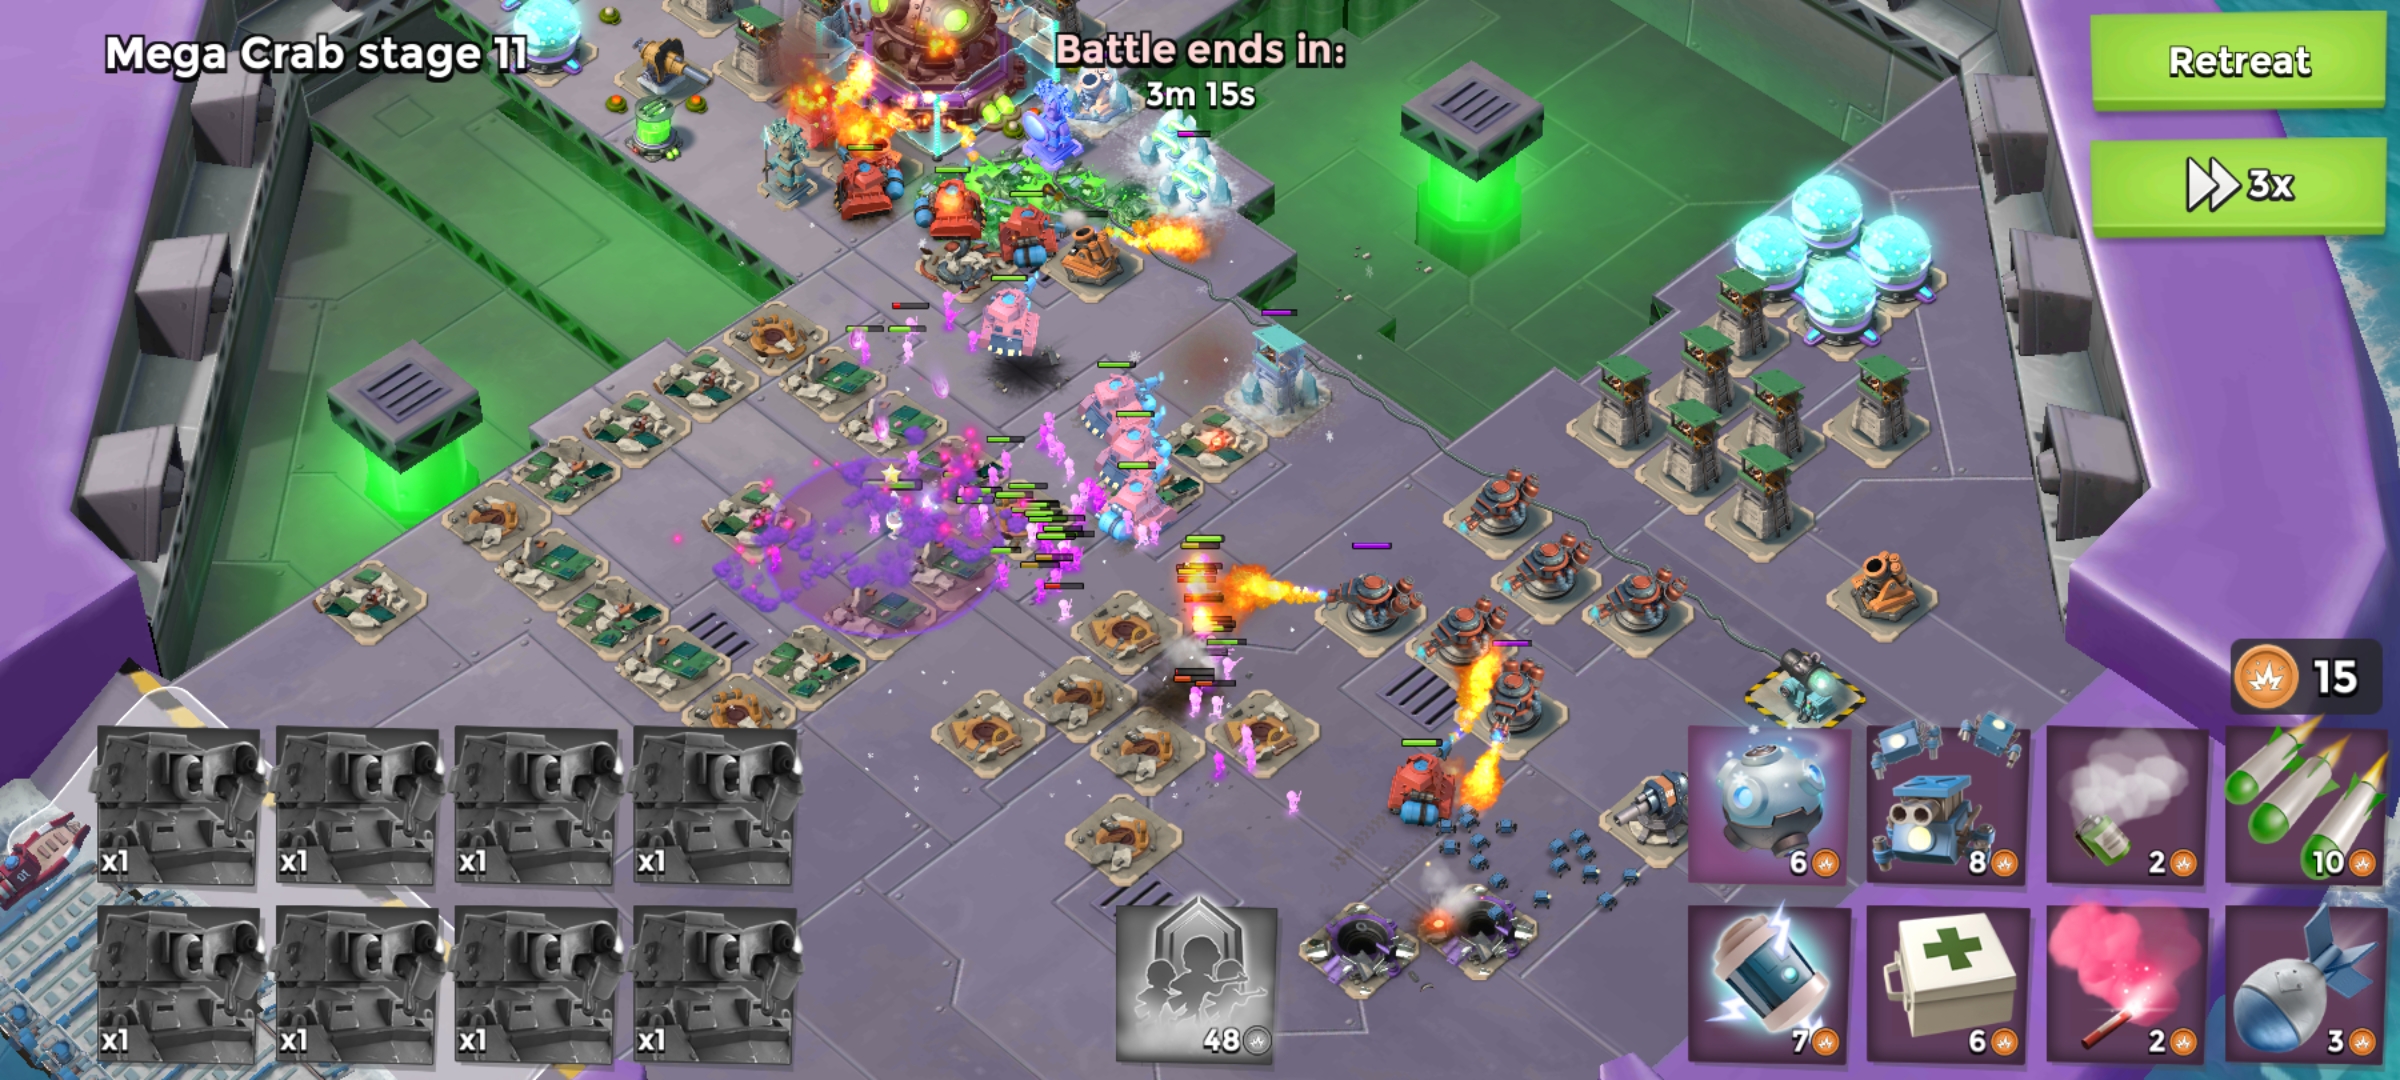 Mega Crab stage 11
Battle ends in:
3m 15s
Retreat
3x
15
x1
x1
x1
x1
6
8
2
10
x1
x1
x1
x1
48
7
6
2
3